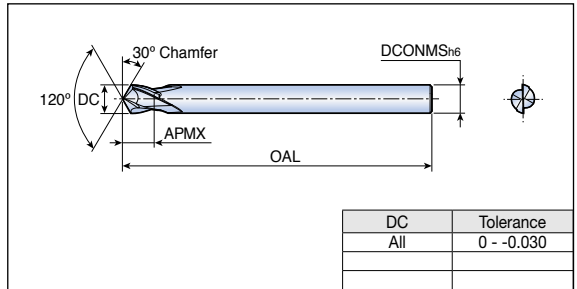 30º Chamfer
DCONMSh6
120º
DC
APMX
OAL
DC Tolerance
All 0 - -0.030